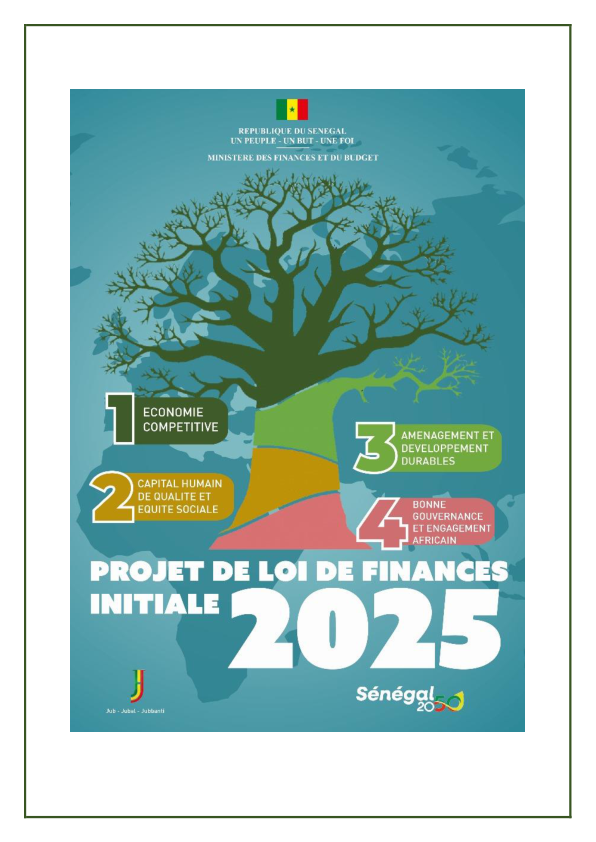 REPUBLIQUE DU SENEGAL
UN PEUPLE - UN BUT - UNE FOI
MINISTERE DES FINANCES ET DU BUDGET
1
ECONOMIE
COMPETITIVE
2
CAPITAL HUMAIN
DE QUALITE ET
EQUITE SOCIALE
3
AMENAGEMENT ET
DEVELOPPEMENT
DURABLES
4
BONNE
GOUVERNANCE
ET ENGAGEMENT
AFRICAIN
PROJET DE LOI DE FINANCES
INITIALE 2025
Jub - Jubal - Jubbanti
Sénégal
2050